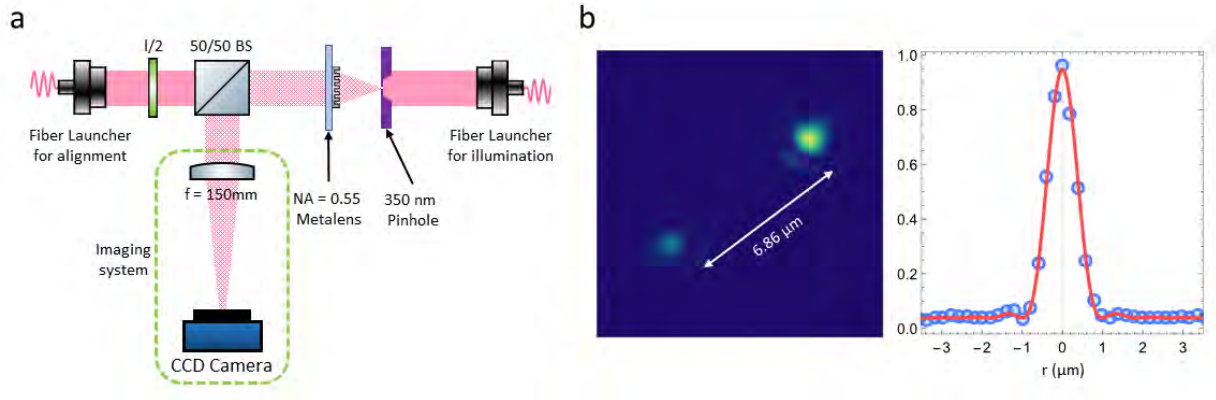 a
l/2
50/50 BS
Fiber Launcher
for alignment
Fiber Launcher
for illumination
f = 150mm
NA = 0.55
Metalens
350 nm
Pinhole
Imaging
system
CCD Camera
b
6.86 μm
1.0
0.8
0.6
0.4
0.2
0.0
−3
−2
−1
0
1
2
3
r (μm)